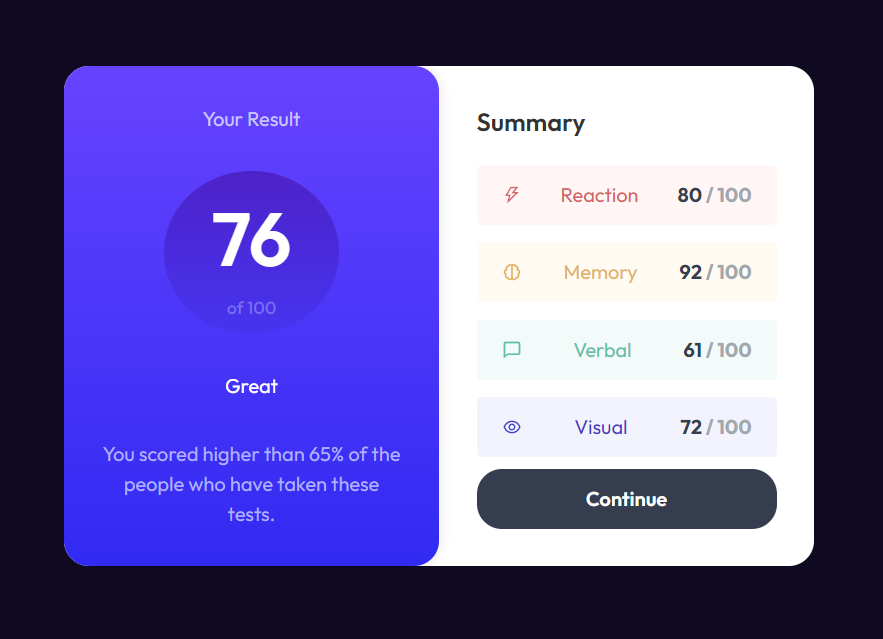 Your Result
76
of 100
Great
You scored higher than 65% of the
people who have taken these
tests.
Summary
Reaction 80 / 100
Memory 92 / 100
Verbal 61 / 100
Visual 72 / 100
Continue